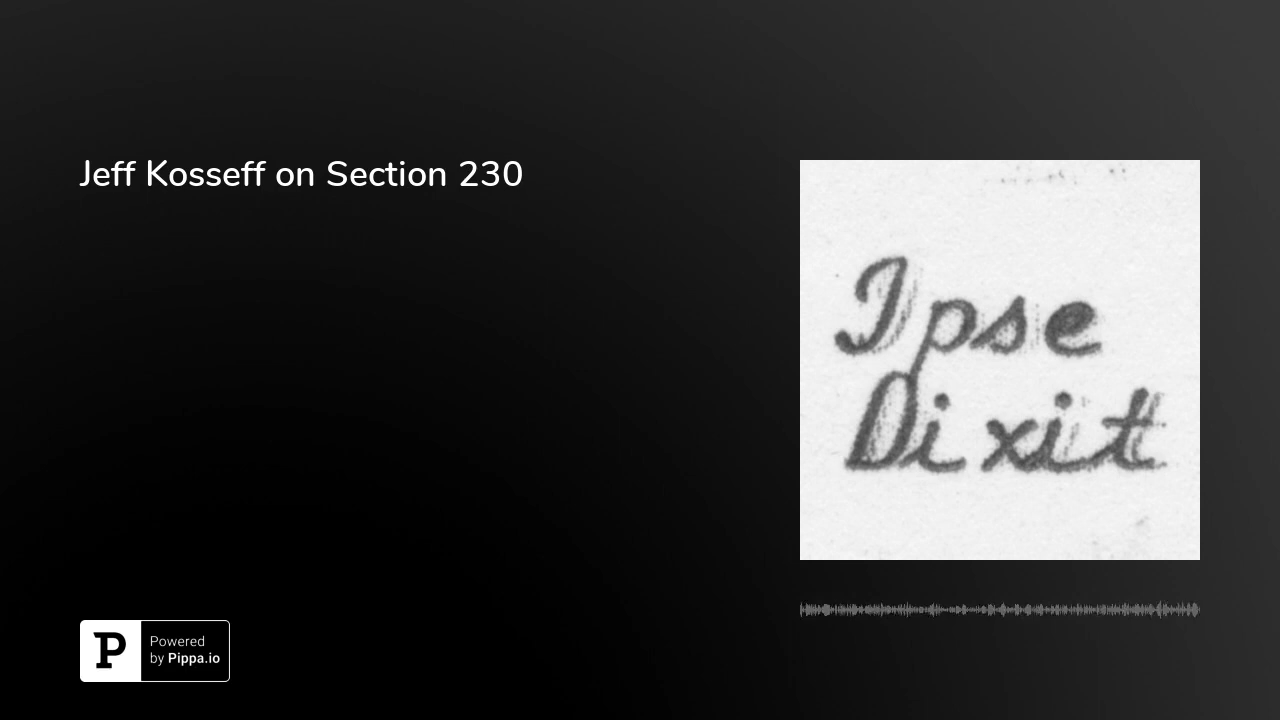 Jeff Kosseff on Section 230
Ipse
Dixit
P
Powered
by Pippa.io